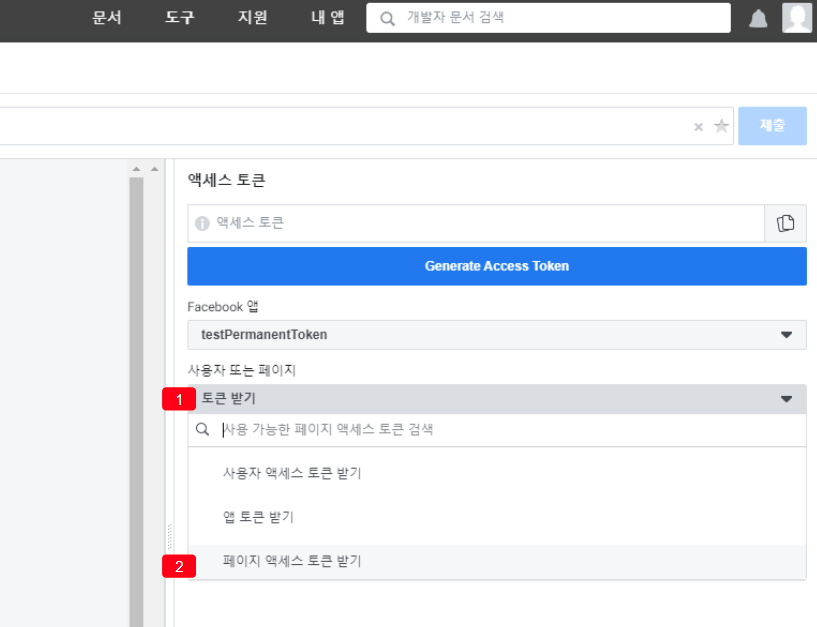 문서 도구 지원 내 앱 개발자 문서 검색
제출
액세스 토큰
액세스 토큰
Generate Access Token
Facebook 앱
testPermanentToken
사용자 또는 페이지
1 토큰 받기
사용 가능한 페이지 액세스 토큰 검색
사용자 액세스 토큰 받기
앱 토큰 받기
2 페이지 액세스 토큰 받기